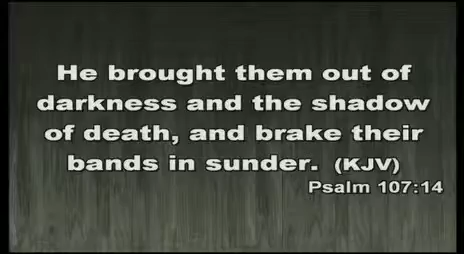 He brought them out of
darkness and the shadow
of death, and brake their
bands in sunder. (KJV)
Psalm 107:14